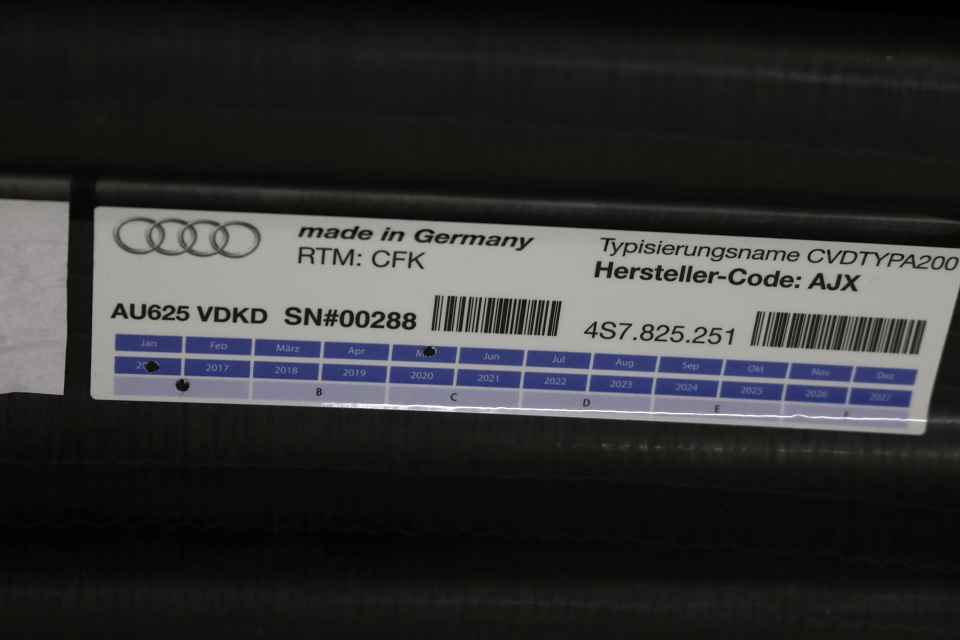 made in Germany
RTM: CFK
Typisierungsname CVDTYPA200
Hersteller-Code: AJX
AU625 VDKD SN#00288
4S7.825.251
Jan Feb März Apr Jun Jul Aug Sep Okt Nov Dez
2017 2018 2019 2020 2021 2022 2023 2024 2025 2026 2027
B C D E F